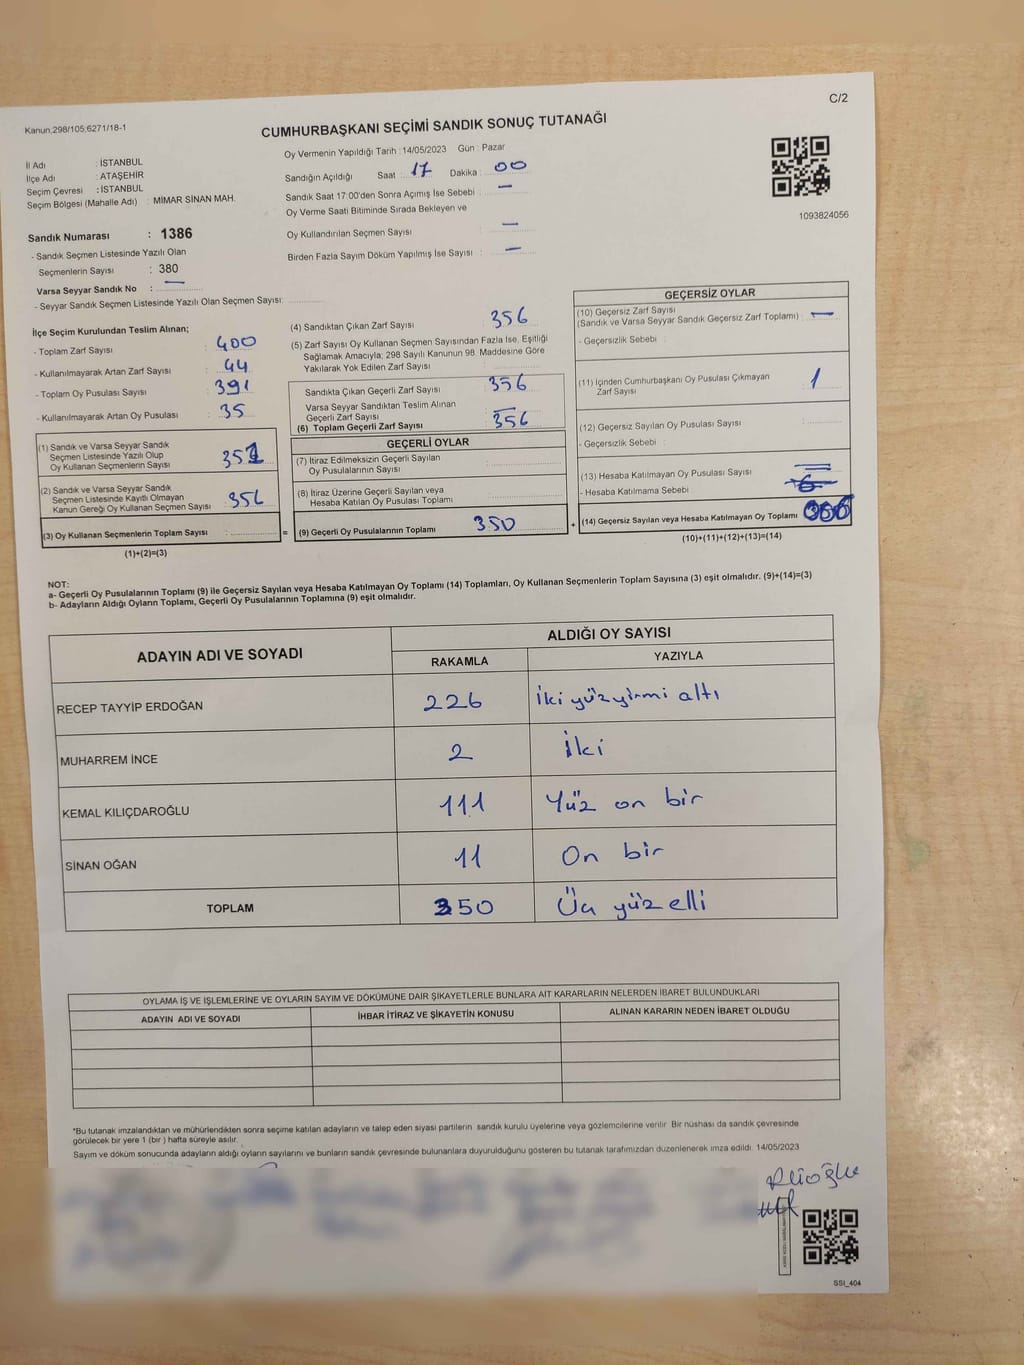 C/2
Kanun,298/105;6271/18-1
CUMHURBAŞKANI SEÇİMİ SANDIK SONUÇ TUTANAĞI
İl Adı : İSTANBUL
İlçe Adı : ATAŞEHİR
Seçim Çevresi : İSTANBUL
Seçim Bölgesi (Mahalle Adı) : MİMAR SİNAN MAH.
Oy Vermenin Yapıldığı Tarih :14/05/2023 Gün : Pazar
Sandığın Açıldığı Saat : 17 Dakika : 00
Sandık Saat 17:00'den Sonra Açımış İse Sebebi : —
Oy Verme Saati Bitiminde Sırada Bekleyen ve
Oy Kullandırılan Seçmen Sayısı : —
Birden Fazla Sayım Döküm Yapılmış İse Sayısı : —
1093824056
Sandık Numarası : 1386
- Sandık Seçmen Listesinde Yazılı Olan
Seçmenlerin Sayısı : 380
Varsa Seyyar Sandık No : —
- Seyyar Sandık Seçmen Listesinde Yazılı Olan Seçmen Sayısı:
İlçe Seçim Kurulundan Teslim Alınan;
- Toplam Zarf Sayısı : 400
- Kullanılmayarak Artan Zarf Sayısı : 44
- Toplam Oy Pusulası Sayısı : 391
- Kullanılmayarak Artan Oy Pusulası : 35
(1) Sandık ve Varsa Seyyar Sandık
Seçmen Listesinde Yazılı Olup
Oy Kullanan Seçmenlerin Sayısı :
(2) Sandık ve Varsa Seyyar Sandık
Seçmen Listesinde Kayıtlı Olmayan
Kanun Gereği Oy Kullanan Seçmen Sayısı :
(3) Oy Kullanan Seçmenlerin Toplam Sayısı :
(1)+(2)=(3)
(4) Sandıktan Çıkan Zarf Sayısı : 356
(5) Zarf Sayısı Oy Kullanan Seçmen Sayısından Fazla İse, Eşitliği
Sağlamak Amacıyla; 298 Sayılı Kanunun 98. Maddesine Göre
Yakılarak Yok Edilen Zarf Sayısı :
Sandıkta Çıkan Geçerli Zarf Sayısı : 356
Varsa Seyyar Sandıktan Teslim Alınan
Geçerli Zarf Sayısı : —
(6) Toplam Geçerli Zarf Sayısı : 356
GEÇERLİ OYLAR
(7) İtiraz Edilmeksizin Geçerli Sayılan
Oy Pusulalarının Sayısı :
(8) İtiraz Üzerine Geçerli Sayılan veya
Hesaba Katılan Oy Pusulası Toplamı :
= (9) Geçerli Oy Pusulalarının Toplamı : 350 +
GEÇERSİZ OYLAR
(10) Geçersiz Zarf Sayısı
(Sandık ve Varsa Seyyar Sandık Geçersiz Zarf Toplamı) : —
- Geçersizlik Sebebi :
(11) İçinden Cumhurbaşkanı Oy Pusulası Çıkmayan
Zarf Sayısı : 1
(12) Geçersiz Sayılan Oy Pusulası Sayısı :
- Geçersizlik Sebebi :
(13) Hesaba Katılmayan Oy Pusulası Sayısı :
- Hesaba Katılmama Sebebi :
(14) Geçersiz Sayılan veya Hesaba Katılmayan Oy Toplamı :
(10)+(11)+(12)+(13)=(14)
NOT:
a- Geçerli Oy Pusulalarının Toplamı (9) ile Geçersiz Sayılan veya Hesaba Katılmayan Oy Toplamı (14) Toplamları, Oy Kullanan Seçmenlerin Toplam Sayısına (3) eşit olmalıdır. (9)+(14)=(3)
b- Adayların Aldığı Oyların Toplamı, Geçerli Oy Pusulalarının Toplamına (9) eşit olmalıdır.
ADAYIN ADI VE SOYADI
ALDIĞI OY SAYISI
RAKAMLA YAZIYLA
RECEP TAYYİP ERDOĞAN 226 İki yüz yirmi altı
MUHARREM İNCE 2 İki
KEMAL KILIÇDAROĞLU 111 Yüz on bir
SİNAN OĞAN 11 On bir
TOPLAM 350 Üç yüz elli
OYLAMA İŞ VE İŞLEMLERİNE VE OYLARIN SAYIM VE DÖKÜMÜNE DAİR ŞİKAYETLERLE BUNLARA AİT KARARLARIN NELERDEN İBARET BULUNDUKLARI
ADAYIN ADI VE SOYADI İHBAR İTİRAZ VE ŞİKAYETİN KONUSU ALINAN KARARIN NEDEN İBARET OLDUĞU
*Bu tutanak imzalandıktan ve mühürlendikten sonra seçime katılan adayların ve talep eden siyasi partilerin sandık kurulu üyelerine veya gözlemcilerine verilir. Bir nüshası da sandık çevresinde
görülecek bir yere 1 (bir ) hafta süreyle asılır.
Sayım ve döküm sonucunda adayların aldığı oyların sayılarını ve bunların sandık çevresinde bulunanlara duyurulduğunu gösteren bu tutanak tarafımızdan düzenlenerek imza edildi. 14/05/2023
SSI_404